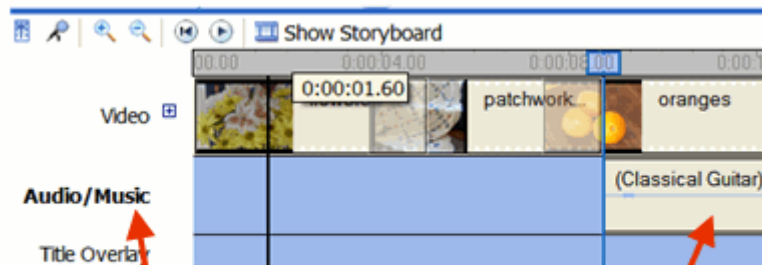 Show Storyboard
00.00 0:00:04.00 0:00:08.00
0:00:01.60
Video patchwork... oranges
Audio/Music (Classical Guitar)
Title Overlay